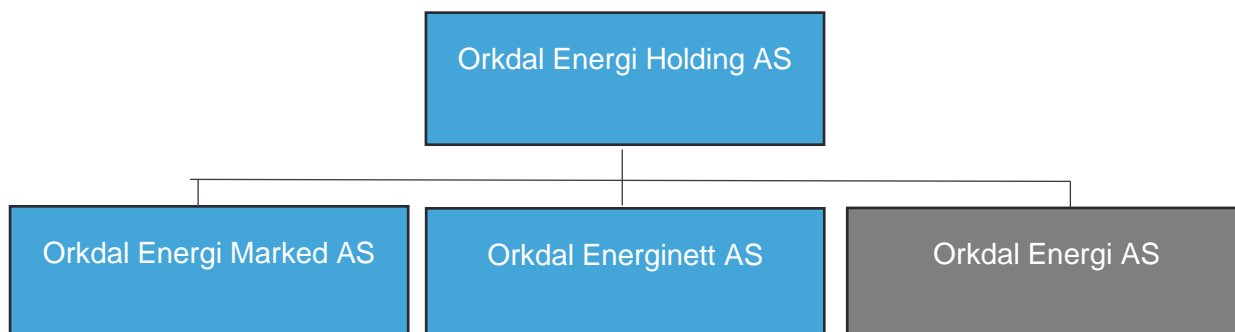 Orkdal Energi Holding AS
Orkdal Energi Marked AS
Orkdal Energinett AS
Orkdal Energi AS